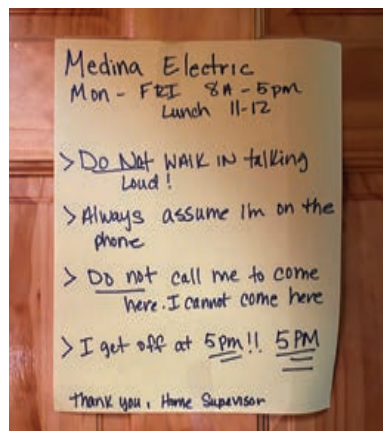 Medina Electric
Mon - FRI 8A - 5pm
Lunch 11-12
> Do Not WALK IN talking
Loud!
> Always assume Im on the
phone
> Do not call me to come
here. I cannot come here
> I get off at 5pm!! 5PM
Thank you, Home Supervisor